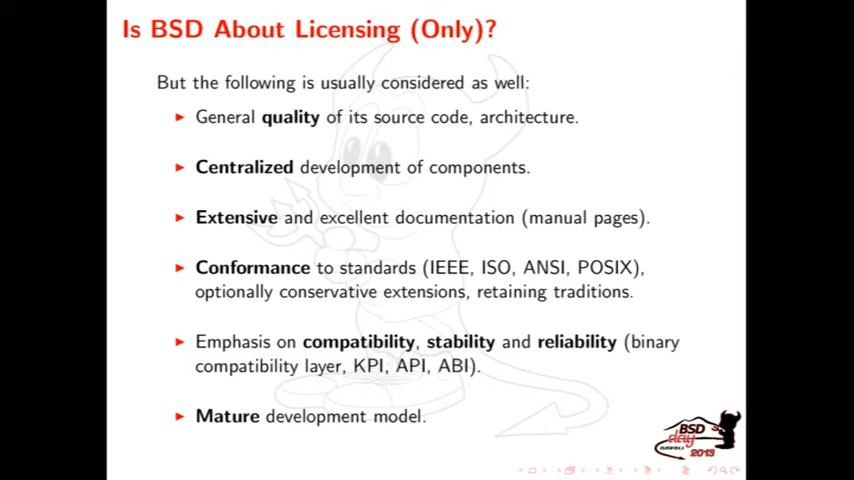 Is BSD About Licensing (Only)?
But the following is usually considered as well:
General quality of its source code, architecture.
Centralized development of components.
Extensive and excellent documentation (manual pages).
Conformance to standards (IEEE, ISO, ANSI, POSIX),
optionally conservative extensions, retaining traditions.
Emphasis on compatibility, stability and reliability (binary
compatibility layer, KPI, API, ABI).
Mature development model.
BSD
day
NAPOLI
2013